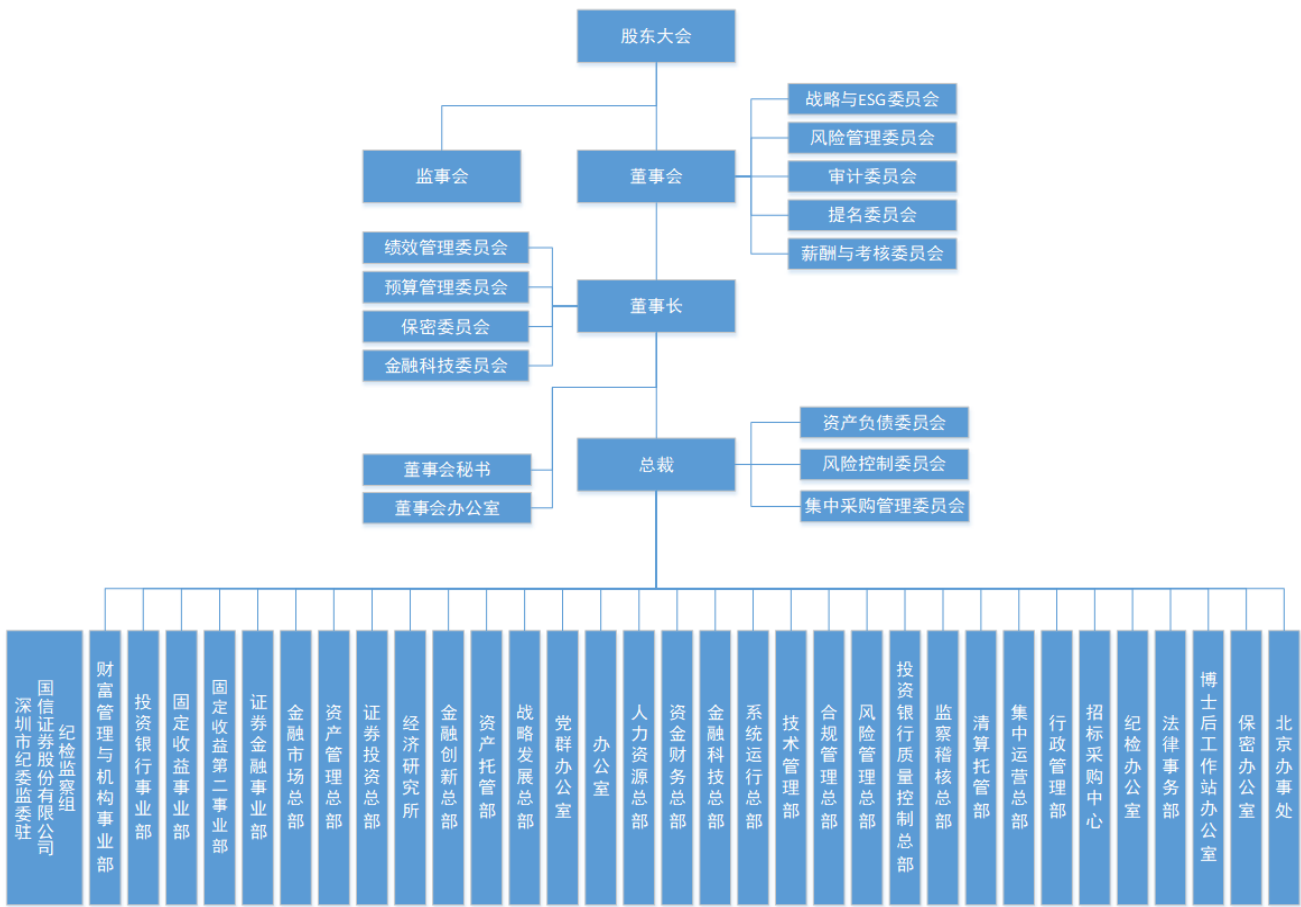 股东大会
战略与ESG委员会
风险管理委员会
监事会
董事会
审计委员会
提名委员会
薪酬与考核委员会
绩效管理委员会
预算管理委员会
董事长
保密委员会
金融科技委员会
资产负债委员会
总裁
风险控制委员会
董事会秘书
集中采购管理委员会
董事会办公室
深圳市纪委监委驻
国信证券股份有限公司
纪检监察组
财富管理与机构事业部
投资银行事业部
固定收益事业部
固定收益第二事业部
证券金融事业部
金融市场总部
资产管理总部
证券投资总部
经济研究所
金融创新总部
资产托管部
战略发展总部
党群办公室
办公室
人力资源总部
资金财务总部
金融科技总部
系统运行总部
技术管理部
合规管理总部
风险管理总部
投资银行质量控制总部
监察稽核总部
清算托管部
集中运营总部
行政管理部
招标采购中心
纪检办公室
法律事务部
博士后工作站办公室
保密办公室
北京办事处